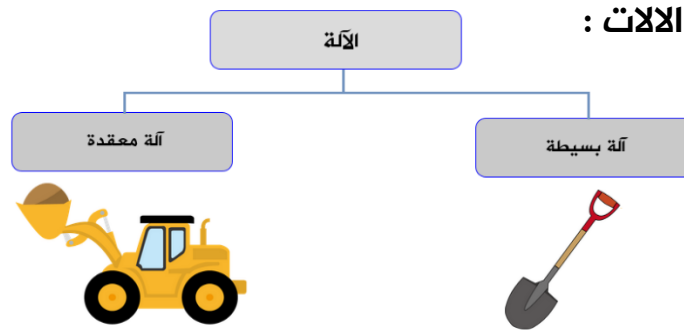 الالات :
الآلة
آلة بسيطة
آلة معقدة